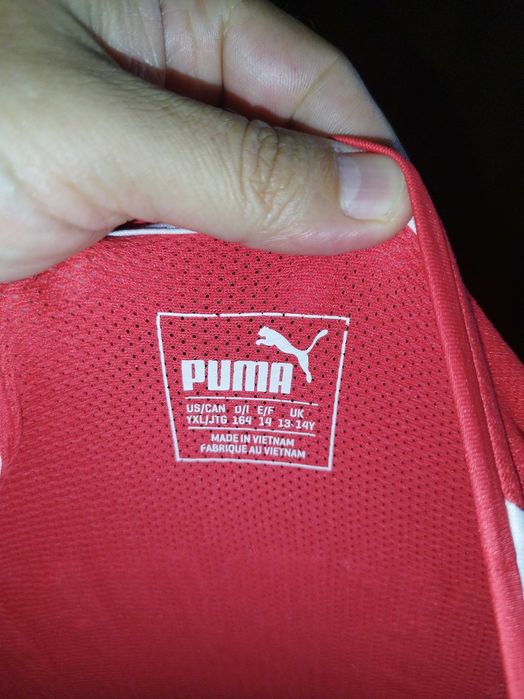 PUMA
US/CAN D/I E/F UK
YXL/JTG 164 14 13-14Y
MADE IN VIETNAM
FABRIQUE AU VIETNAM